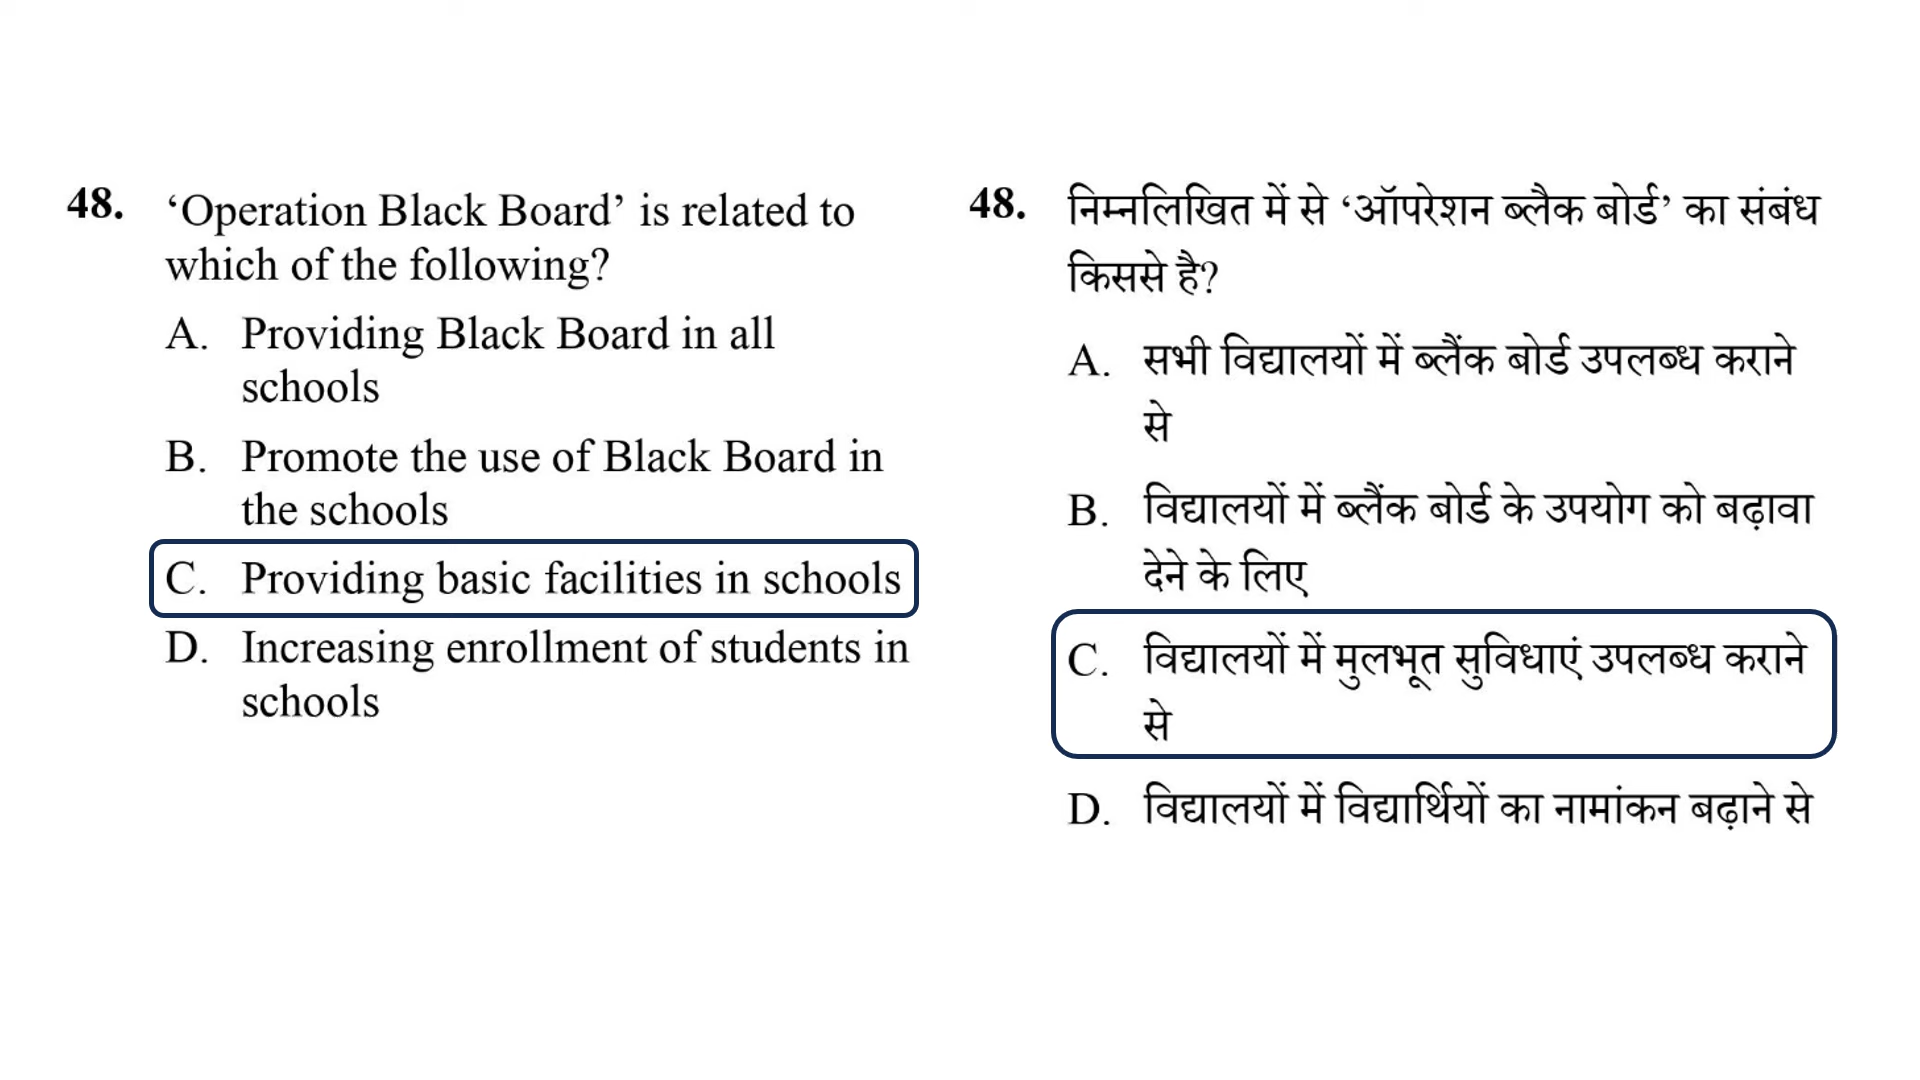 48. ‘Operation Black Board’ is related to
which of the following?
A. Providing Black Board in all
schools
B. Promote the use of Black Board in
the schools
C. Providing basic facilities in schools
D. Increasing enrollment of students in
schools
48. निम्नलिखित में से ‘ऑपरेशन ब्लैक बोर्ड’ का संबंध
किससे है?
A. सभी विद्यालयों में ब्लैंक बोर्ड उपलब्ध कराने
से
B. विद्यालयों में ब्लैंक बोर्ड के उपयोग को बढ़ावा
देने के लिए
C. विद्यालयों में मुलभूत सुविधाएं उपलब्ध कराने
से
D. विद्यालयों में विद्यार्थियों का नामांकन बढ़ाने से